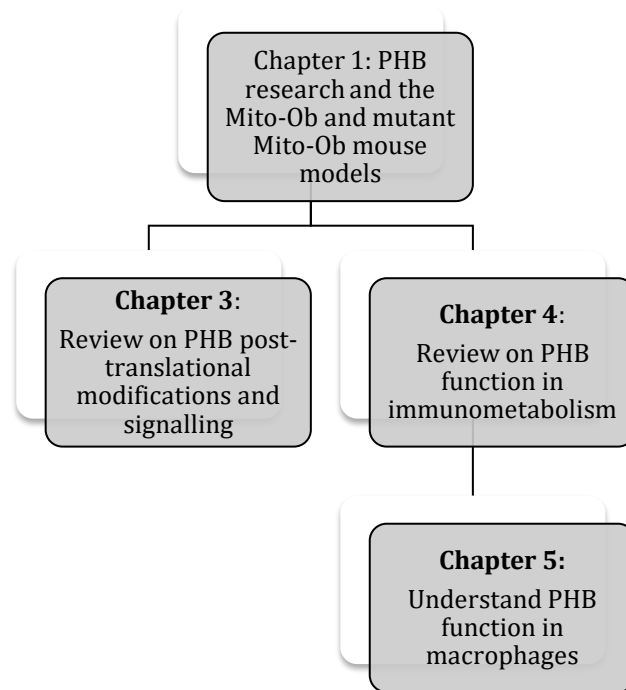 Chapter 1: PHB
research and the
Mito-Ob and mutant
Mito-Ob mouse
models
Chapter 3:
Review on PHB post-
translational
modifications and
signalling
Chapter 4:
Review on PHB
function in
immunometabolism
Chapter 5:
Understand PHB
function in
macrophages